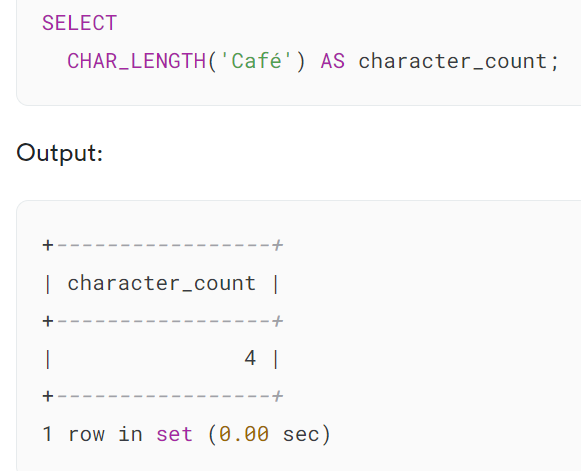 SELECT
  CHAR_LENGTH('Café') AS character_count;
Output:
+-----------------+
| character_count |
+-----------------+
|               4 |
+-----------------+
1 row in set (0.00 sec)